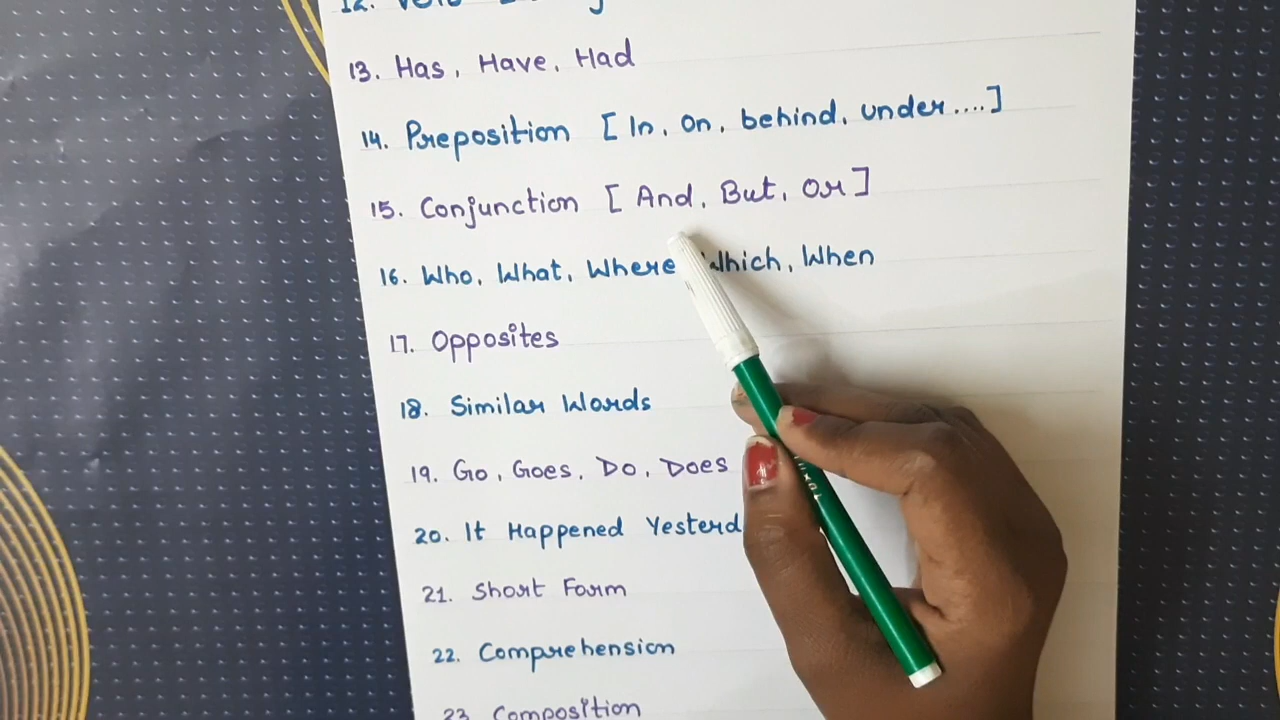 12.
13. Has, Have, Had
14. Preposition [In, On, behind, under....]
15. Conjunction [And, But, Or]
16. Who, What, Where Which, When
17. Opposites
18. Similar Words
19. Go, Goes, Do, Does
20. It Happened Yesterd
21. Short Form
22. Comprehension
23. Composition